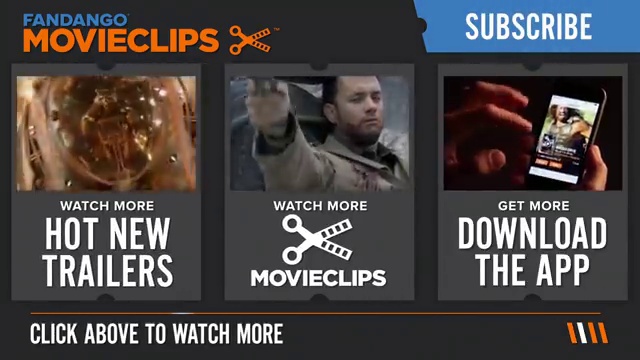 FANDANGO
MOVIECLIPS
SUBSCRIBE
WATCH MORE
HOT NEW
TRAILERS
WATCH MORE
MOVIECLIPS
GET MORE
DOWNLOAD
THE APP
CLICK ABOVE TO WATCH MORE